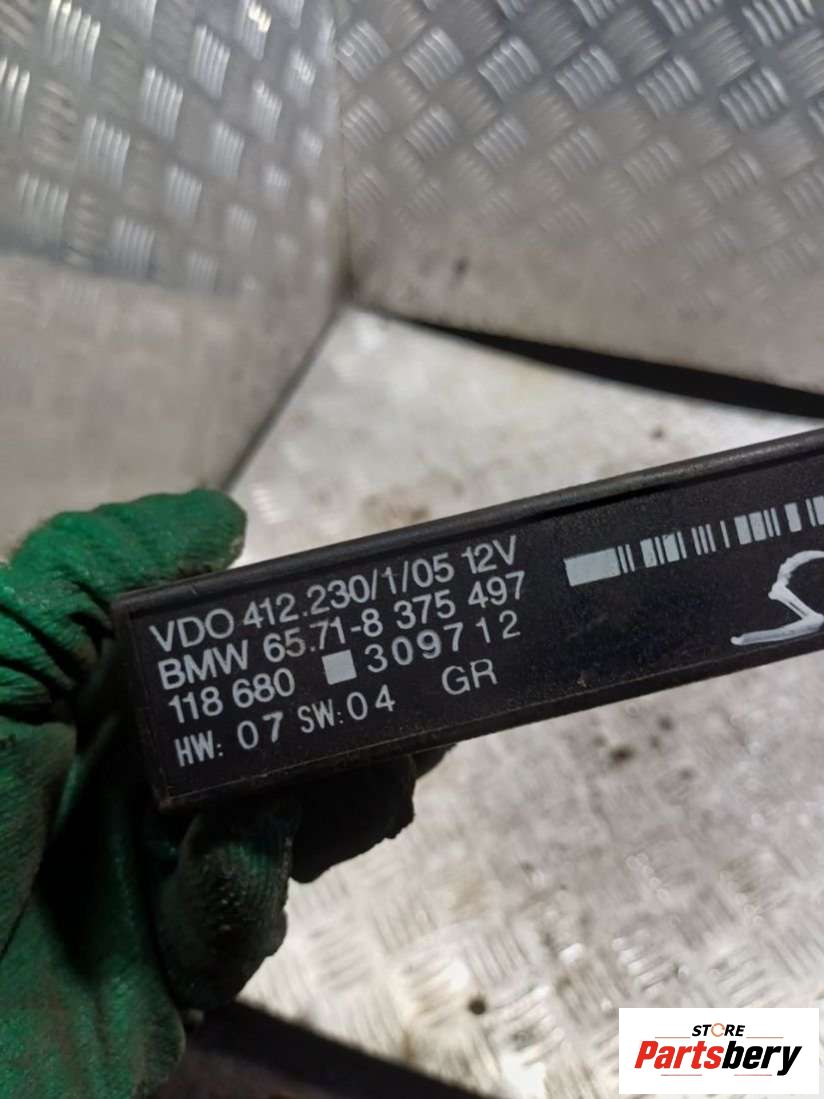 VDO 412.230/1/05 12V
BMW 65.71-8 375 497
118 680 309712
HW: 07 SW:04 GR
STORE
Partsbery